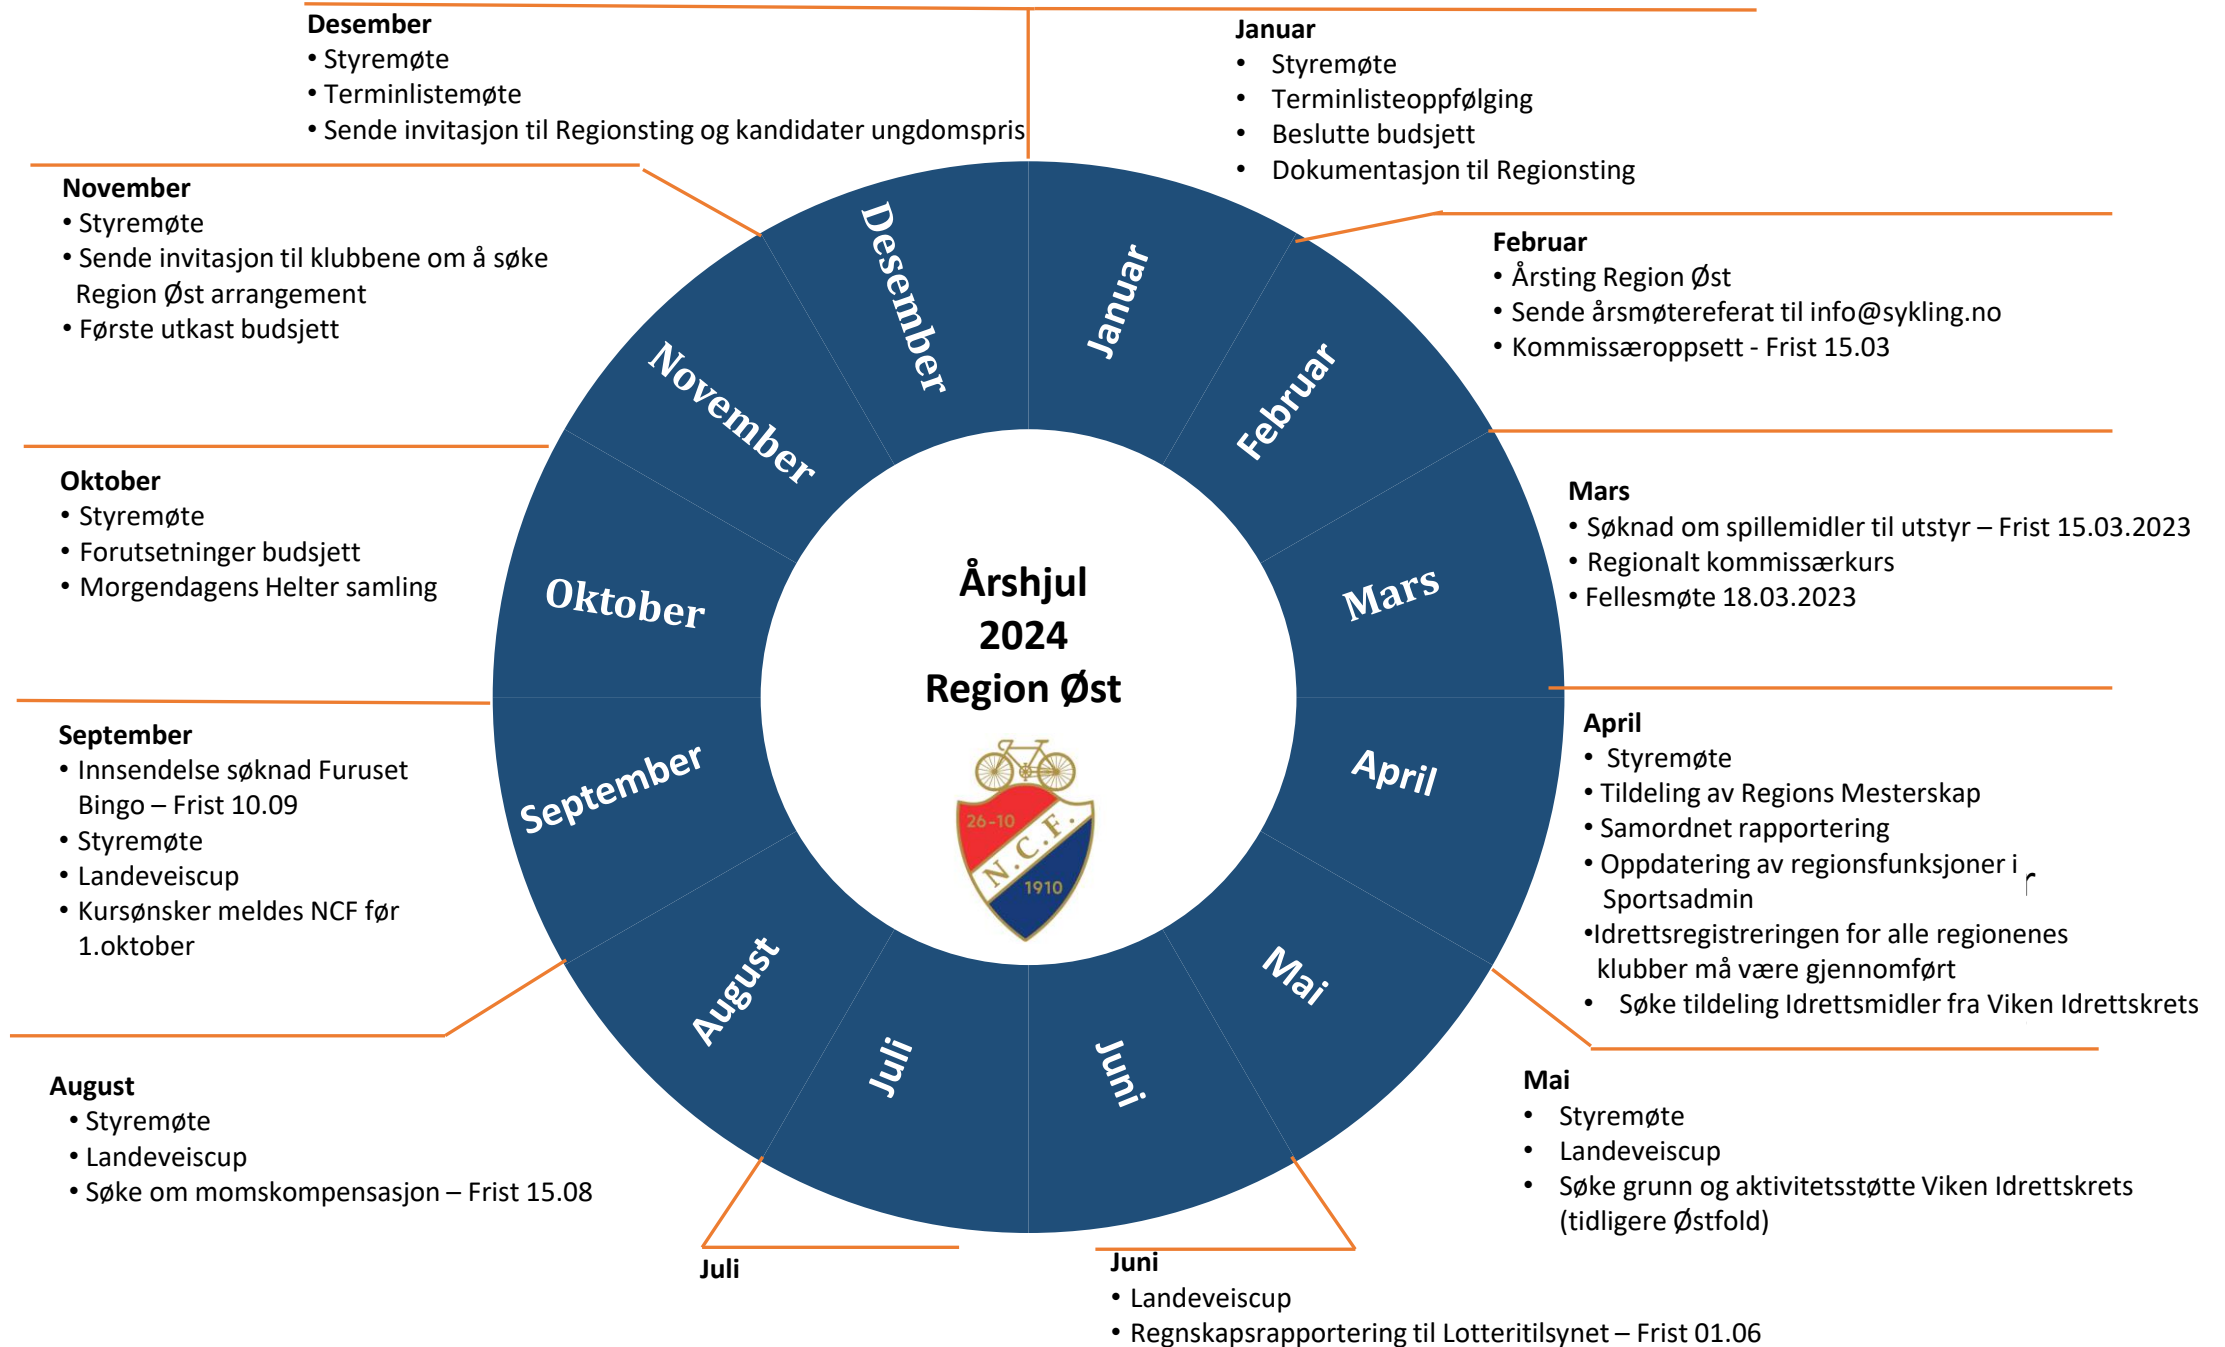 Desember
• Styremøte
• Terminlistemøte
• Sende invitasjon til Regionsting og kandidater ungdomspris
Januar
• Styremøte
• Terminlisteoppfølging
• Beslutte budsjett
• Dokumentasjon til Regionsting
November
• Styremøte
• Sende invitasjon til klubbene om å søke
Region Øst arrangement
• Første utkast budsjett
Februar
• Årsting Region Øst
• Sende årsmøtereferat til info@sykling.no
• Kommissæroppsett - Frist 15.03
Oktober
• Styremøte
• Forutsetninger budsjett
• Morgendagens Helter samling
Mars
• Søknad om spillemidler til utstyr – Frist 15.03.2023
• Regionalt kommissærkurs
• Fellesmøte 18.03.2023
September
• Innsendelse søknad Furuset
Bingo – Frist 10.09
• Styremøte
• Landeveiscup
• Kursønsker meldes NCF før
1.oktober
April
• Styremøte
• Tildeling av Regions Mesterskap
• Samordnet rapportering
• Oppdatering av regionsfunksjoner i
Sportsadmin
•Idrettsregistreringen for alle regionenes
klubber må være gjennomført
• Søke tildeling Idrettsmidler fra Viken Idrettskrets
August
• Styremøte
• Landeveiscup
• Søke om momskompensasjon – Frist 15.08
Mai
• Styremøte
• Landeveiscup
• Søke grunn og aktivitetsstøtte Viken Idrettskrets
(tidligere Østfold)
Juli
Juni
• Landeveiscup
• Regnskapsrapportering til Lotteritilsynet – Frist 01.06
Januar
Februar
Mars
April
Mai
Juni
Juli
August
September
Oktober
November
Desember
Årshjul
2024
Region Øst
26-10
N.C.F.
1910